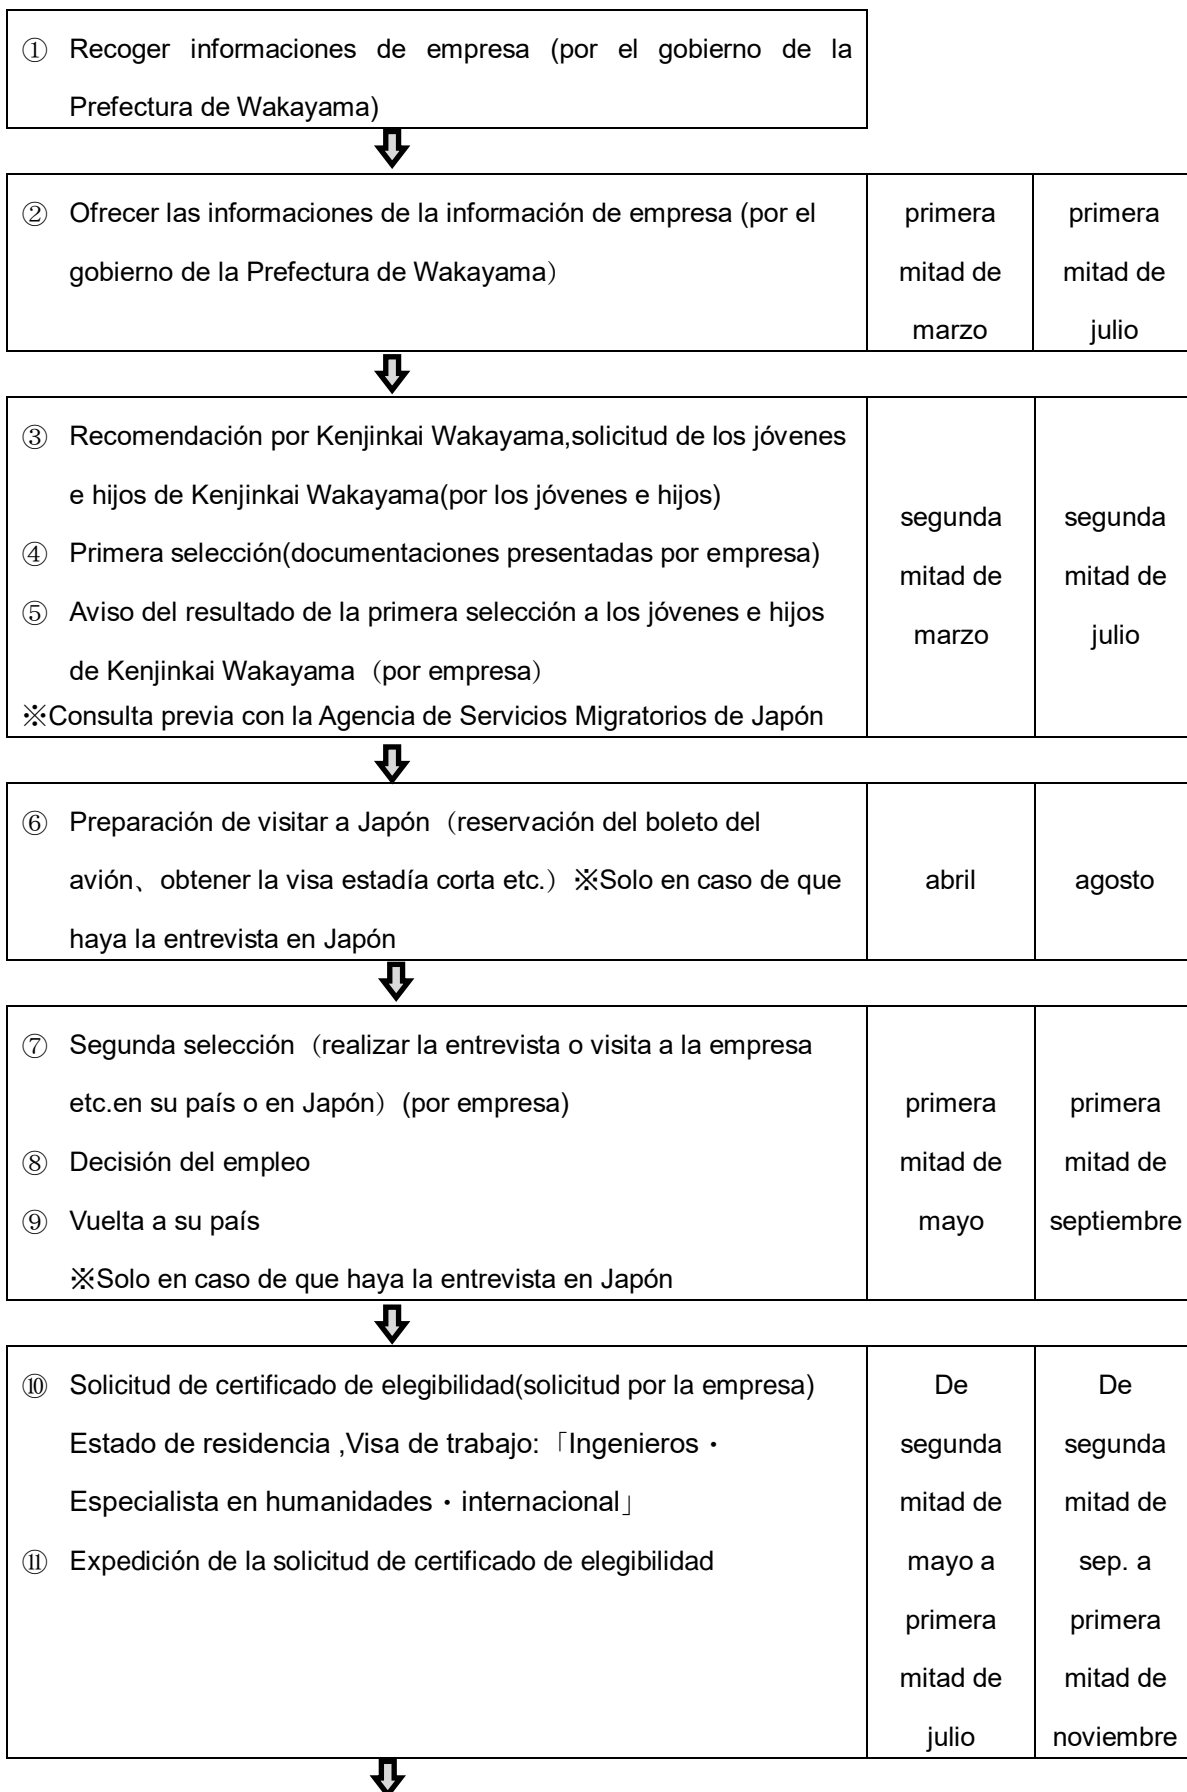 ① Recoger informaciones de empresa (por el gobierno de la
Prefectura de Wakayama)
② Ofrecer las informaciones de la información de empresa (por el
gobierno de la Prefectura de Wakayama）
primera
mitad de
marzo
primera
mitad de
julio
③ Recomendación por Kenjinkai Wakayama,solicitud de los jóvenes
e hijos de Kenjinkai Wakayama(por los jóvenes e hijos)
④ Primera selección(documentaciones presentadas por empresa)
⑤ Aviso del resultado de la primera selección a los jóvenes e hijos
de Kenjinkai Wakayama（por empresa）
※Consulta previa con la Agencia de Servicios Migratorios de Japón
segunda
mitad de
marzo
segunda
mitad de
julio
⑥ Preparación de visitar a Japón（reservación del boleto del
avión、obtener la visa estadía corta etc.）※Solo en caso de que
haya la entrevista en Japón
abril
agosto
⑦ Segunda selección（realizar la entrevista o visita a la empresa
etc.en su país o en Japón）(por empresa)
⑧ Decisión del empleo
⑨ Vuelta a su país
※Solo en caso de que haya la entrevista en Japón
primera
mitad de
mayo
primera
mitad de
septiembre
⑩ Solicitud de certificado de elegibilidad(solicitud por la empresa)
Estado de residencia ,Visa de trabajo:「Ingenieros・
Especialista en humanidades・internacional」
⑪ Expedición de la solicitud de certificado de elegibilidad
De
segunda
mitad de
mayo a
primera
mitad de
julio
De
segunda
mitad de
sep. a
primera
mitad de
noviembre